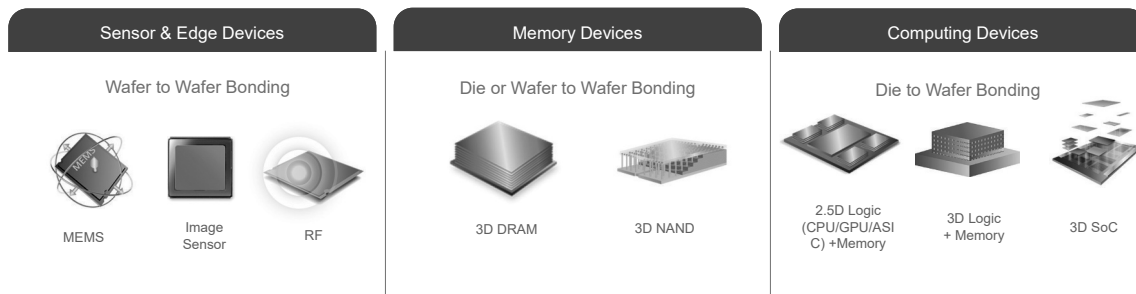 Sensor & Edge Devices
Wafer to Wafer Bonding
MEMS
MEMS
Image
Sensor
RF
Memory Devices
Die or Wafer to Wafer Bonding
3D DRAM
3D NAND
Computing Devices
Die to Wafer Bonding
2.5D Logic
(CPU/GPU/ASI
C) +Memory
3D Logic
+ Memory
3D SoC